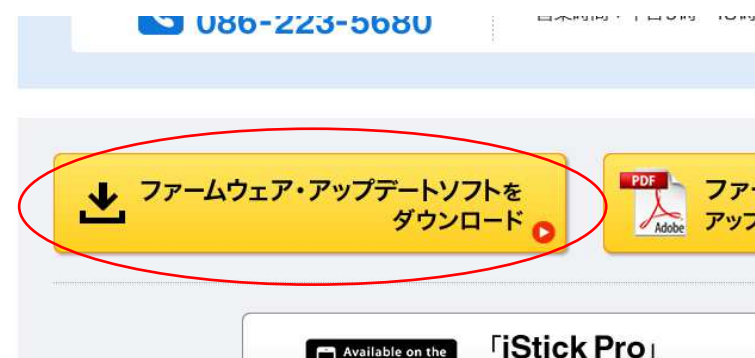 086-223-5680
ファームウェア・アップデートソフトを
ダウンロード
PDF
Adobe
ファー
アップ
Available on the
「iStick Pro」